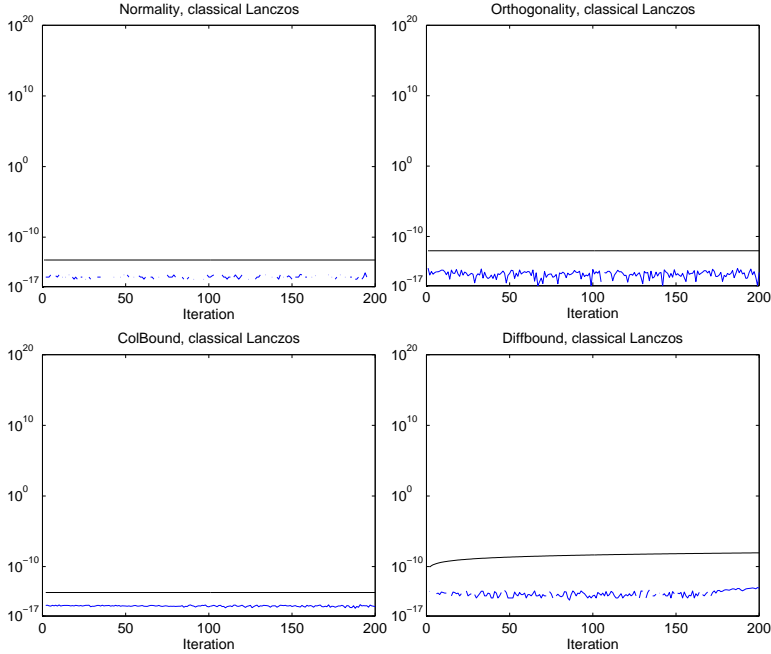 Normality, classical Lanczos
10^20
10^10
10^0
10^-10
10^-17
0 50 100 150 200
Iteration
Orthogonality, classical Lanczos
10^20
10^10
10^0
10^-10
10^-17
0 50 100 150 200
Iteration
ColBound, classical Lanczos
10^20
10^10
10^0
10^-10
10^-17
0 50 100 150 200
Iteration
Diffbound, classical Lanczos
10^20
10^10
10^0
10^-10
10^-17
0 50 100 150 200
Iteration